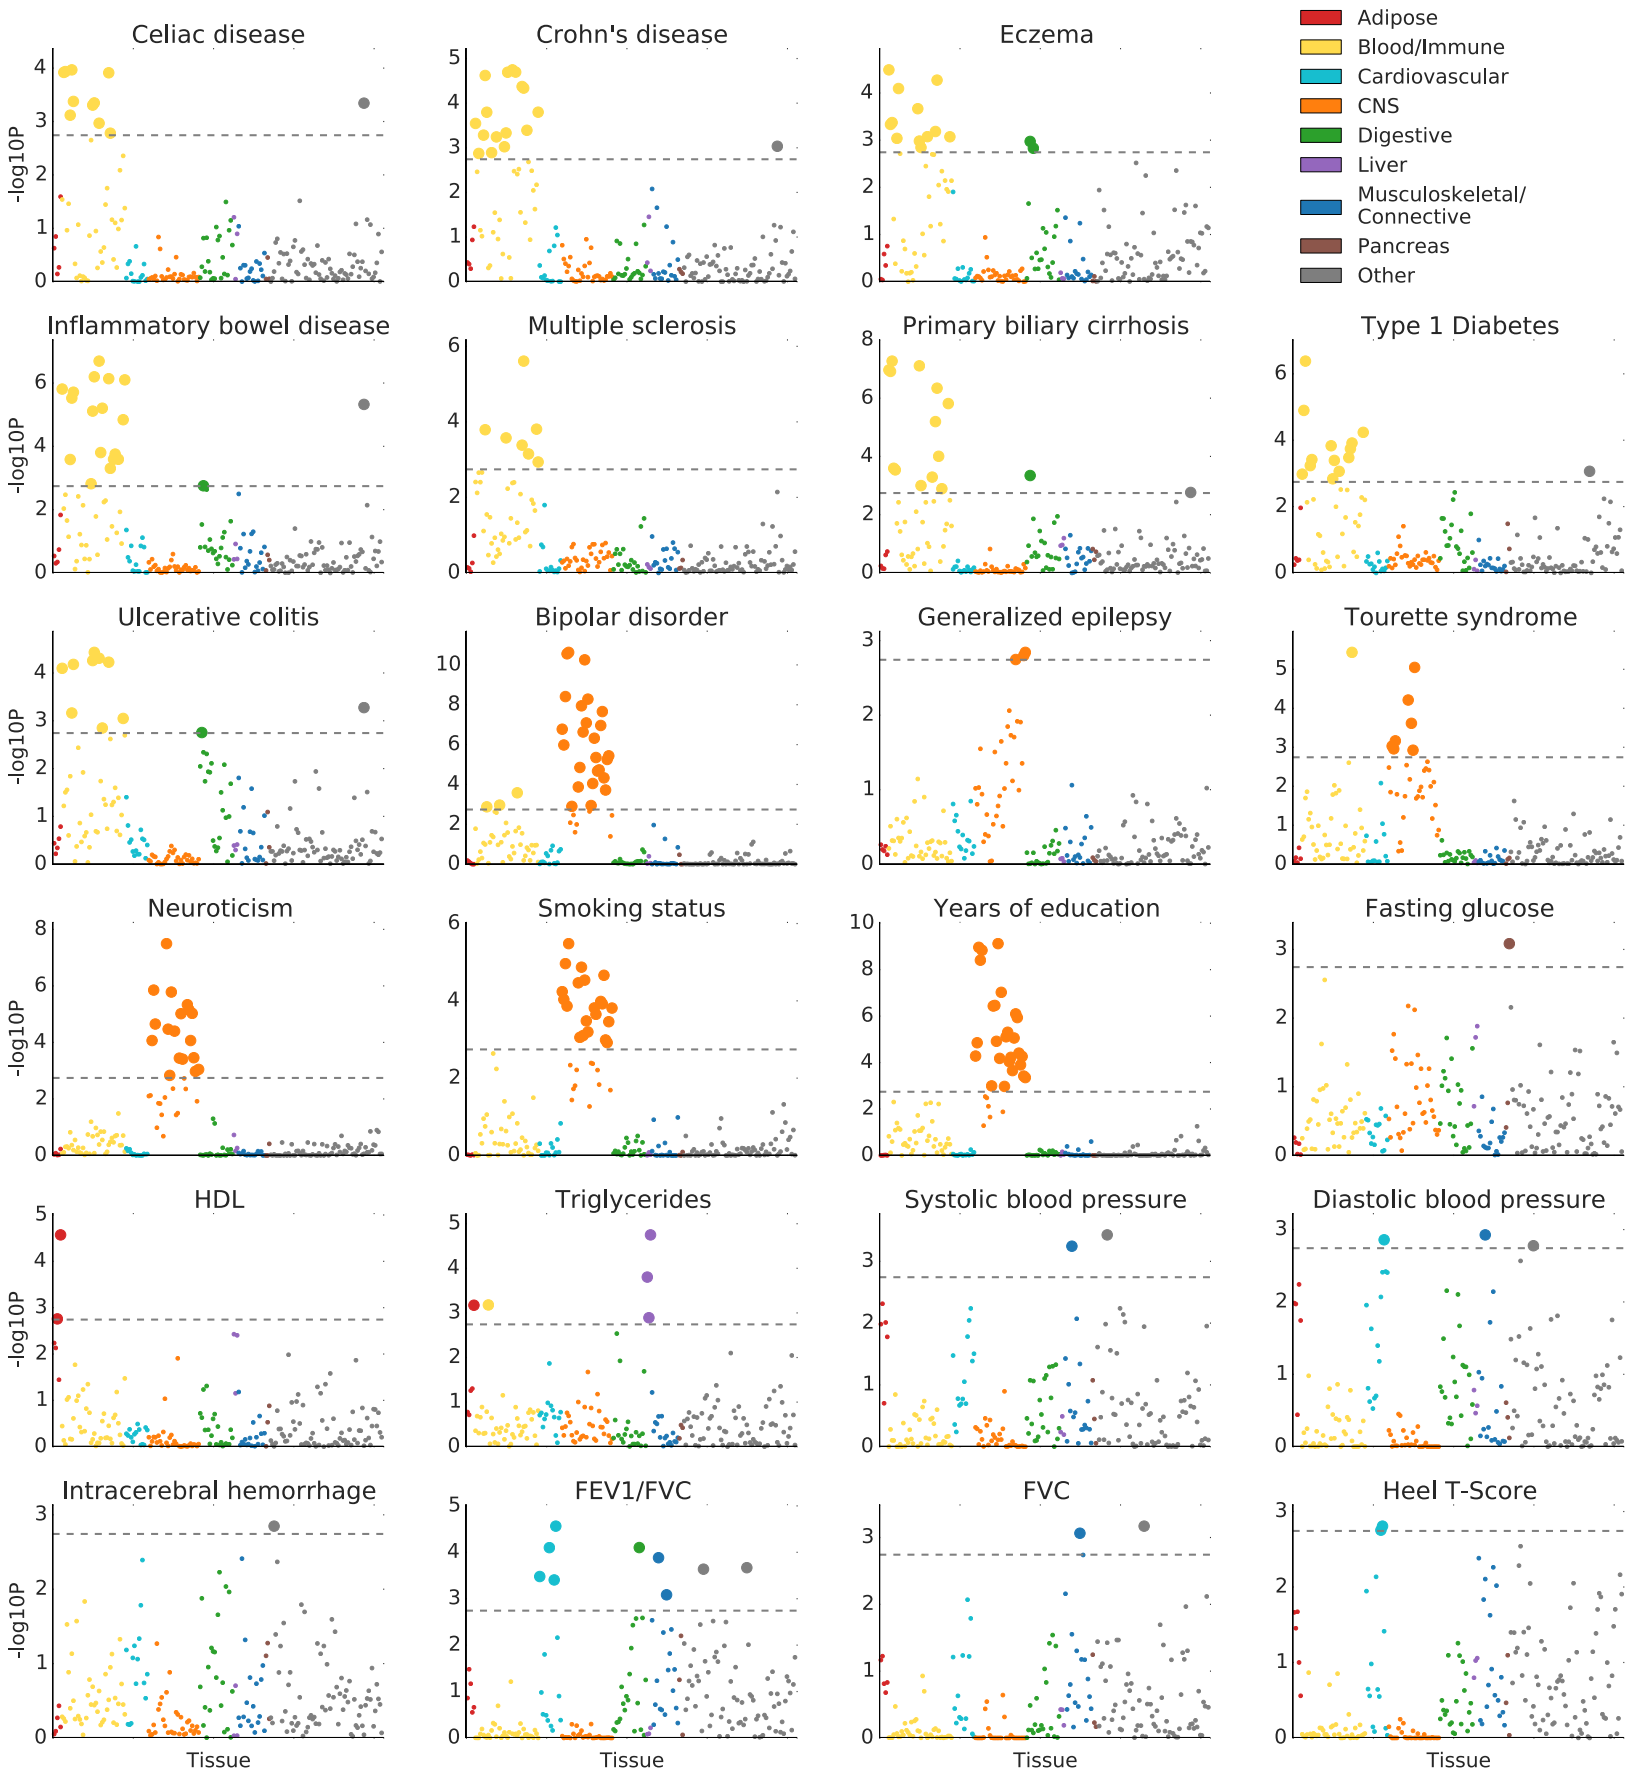 Celiac disease
Crohn's disease
Eczema
Adipose
Blood/Immune
Cardiovascular
CNS
Digestive
Liver
Musculoskeletal/
Connective
Pancreas
Other
-log10P
4
3
2
1
0
5
4
3
2
1
0
4
3
2
1
0
Inflammatory bowel disease
Multiple sclerosis
Primary biliary cirrhosis
Type 1 Diabetes
-log10P
6
4
2
0
6
4
2
0
8
6
4
2
0
6
4
2
0
Ulcerative colitis
Bipolar disorder
Generalized epilepsy
Tourette syndrome
-log10P
4
3
2
1
0
10
8
6
4
2
0
3
2
1
0
5
4
3
2
1
0
Neuroticism
Smoking status
Years of education
Fasting glucose
-log10P
8
6
4
2
0
6
4
2
0
10
8
6
4
2
0
3
2
1
0
HDL
Triglycerides
Systolic blood pressure
Diastolic blood pressure
-log10P
5
4
3
2
1
0
5
4
3
2
1
0
3
2
1
0
3
2
1
0
Intracerebral hemorrhage
FEV1/FVC
FVC
Heel T-Score
-log10P
3
2
1
0
5
4
3
2
1
0
3
2
1
0
3
2
1
0
Tissue
Tissue
Tissue
Tissue